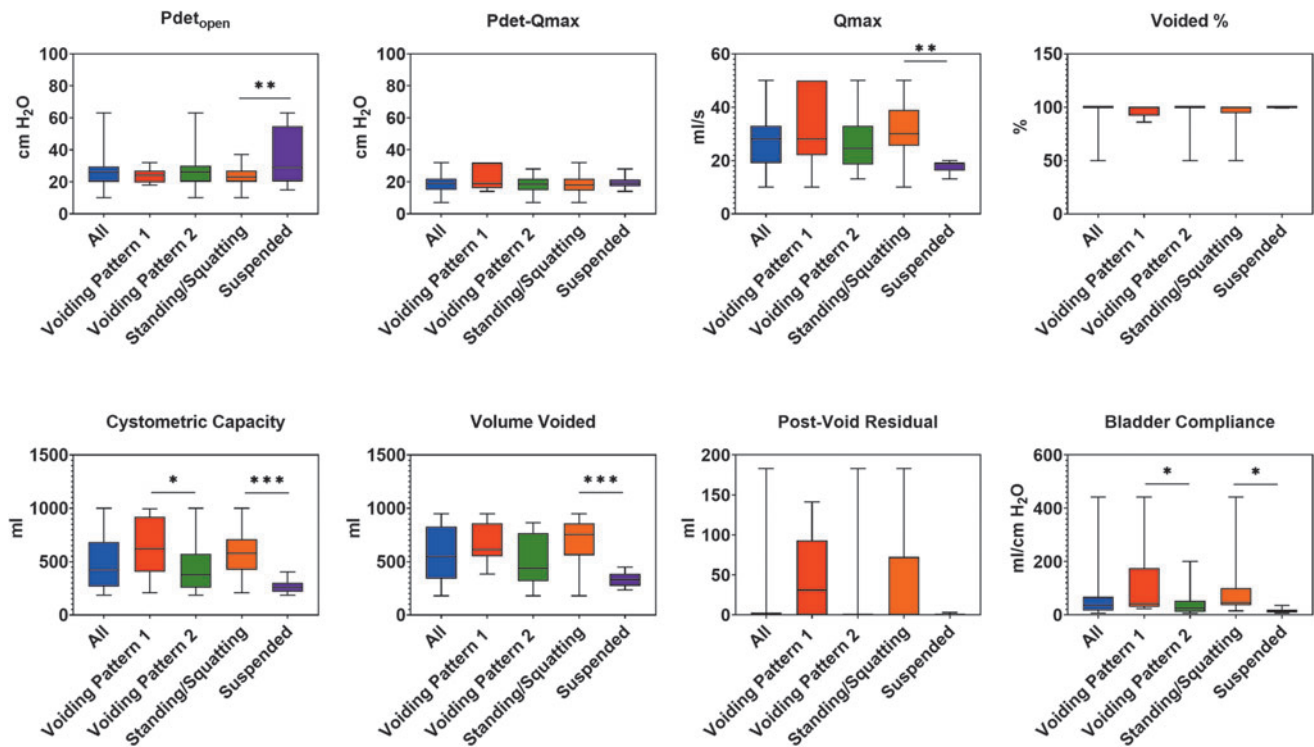 Pdetopen
cm H2O
100
80
60
40
20
0
**
All
Voiding Pattern 1
Voiding Pattern 2
Standing/Squatting
Suspended
Pdet-Qmax
cm H2O
100
80
60
40
20
0
All
Voiding Pattern 1
Voiding Pattern 2
Standing/Squatting
Suspended
Qmax
ml/s
60
40
20
0
**
All
Voiding Pattern 1
Voiding Pattern 2
Standing/Squatting
Suspended
Voided %
%
150
100
50
0
All
Voiding Pattern 1
Voiding Pattern 2
Standing/Squatting
Suspended
Cystometric Capacity
ml
1500
1000
500
0
*
***
All
Voiding Pattern 1
Voiding Pattern 2
Standing/Squatting
Suspended
Volume Voided
ml
1500
1000
500
0
***
All
Voiding Pattern 1
Voiding Pattern 2
Standing/Squatting
Suspended
Post-Void Residual
ml
200
150
100
50
0
All
Voiding Pattern 1
Voiding Pattern 2
Standing/Squatting
Suspended
Bladder Compliance
ml/cm H2O
600
400
200
0
*
*
All
Voiding Pattern 1
Voiding Pattern 2
Standing/Squatting
Suspended